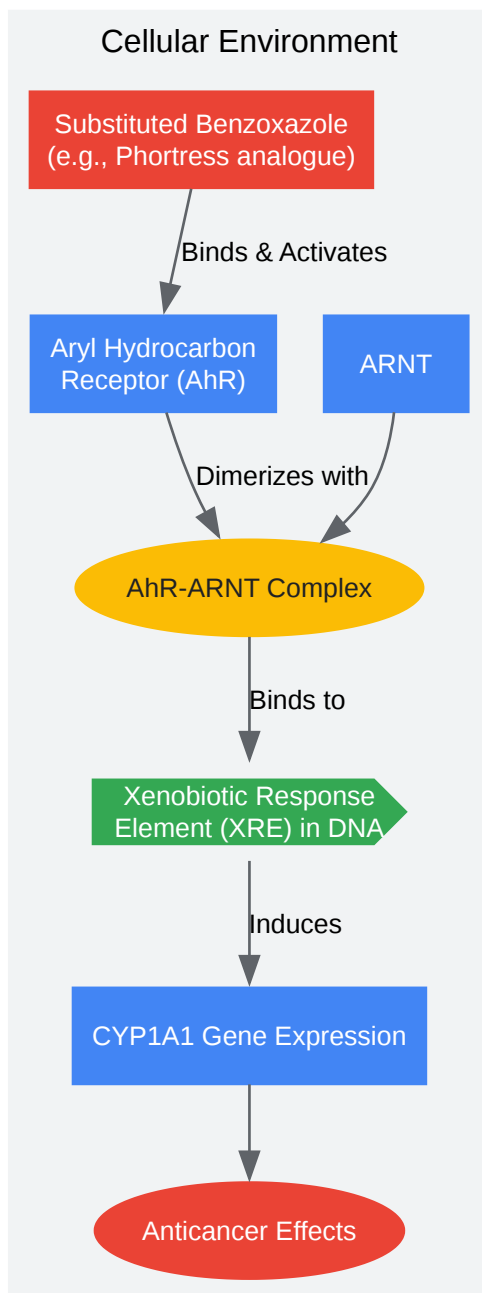 Cellular Environment
Substituted Benzoxazole
(e.g., Phortress analogue)
Binds & Activates
Aryl Hydrocarbon
Receptor (AhR)
ARNT
Dimerizes with
AhR-ARNT Complex
Binds to
Xenobiotic Response
Element (XRE) in DNA
Induces
CYP1A1 Gene Expression
Anticancer Effects